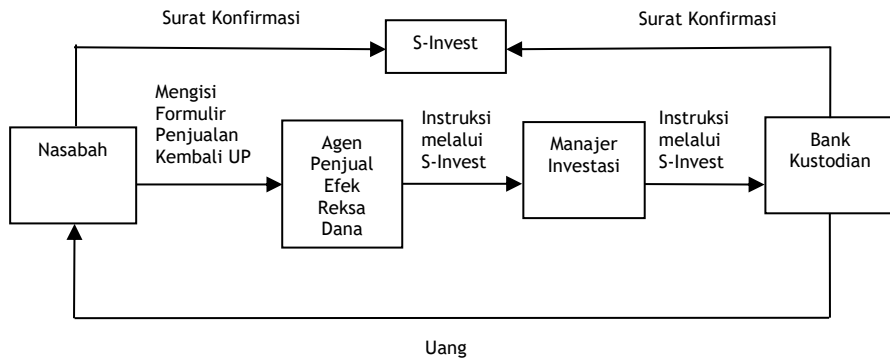 Surat Konfirmasi
Surat Konfirmasi
S-Invest
Mengisi
Formulir
Penjualan
Kembali UP
Instruksi
melalui
S-Invest
Instruksi
melalui
S-Invest
Nasabah
Agen
Penjual
Efek
Reksa
Dana
Manajer
Investasi
Bank
Kustodian
Uang